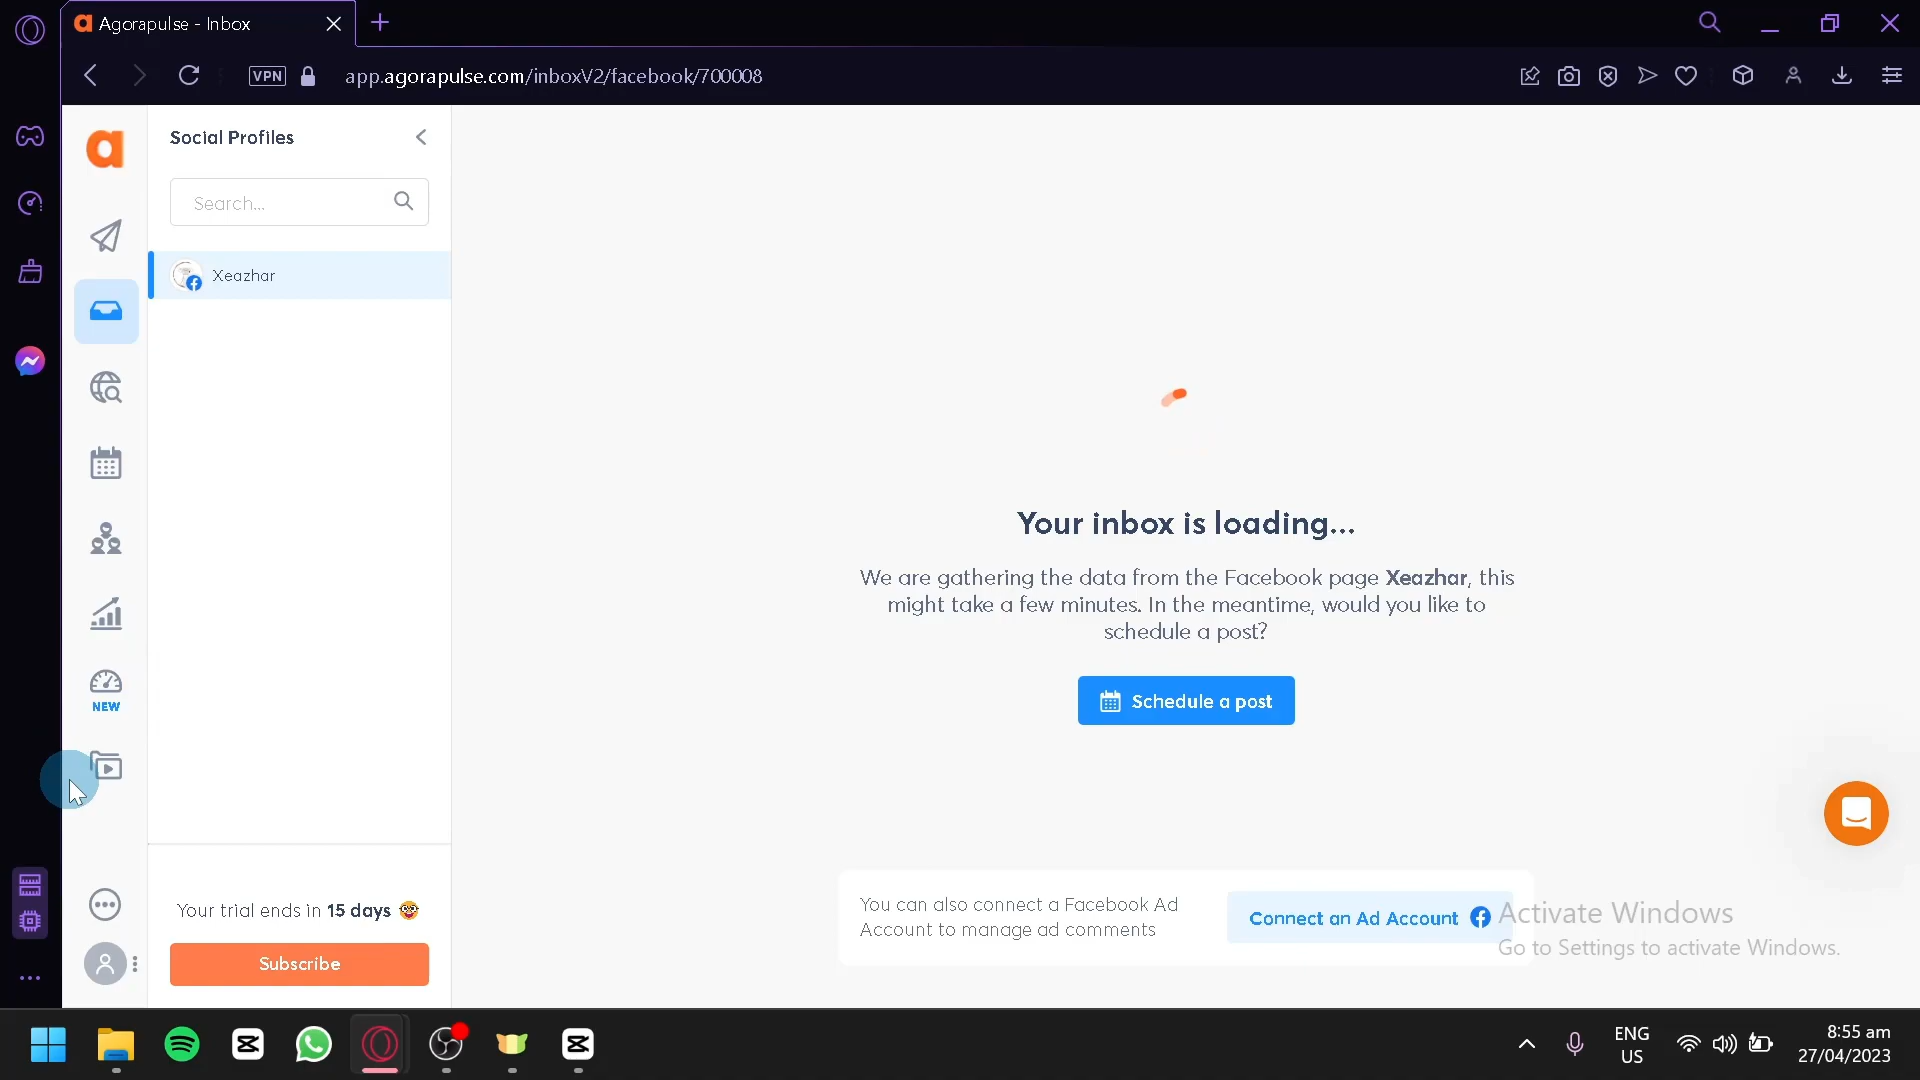 Agorapulse - Inbox
VPN
app.agorapulse.com/inboxV2/facebook/700008
Social Profiles
Search...
Xeazhar
Your inbox is loading...
We are gathering the data from the Facebook page Xeazhar, this
might take a few minutes. In the meantime, would you like to
schedule a post?
Schedule a post
NEW
You can also connect a Facebook Ad
Account to manage ad comments
Connect an Ad Account
Activate Windows
Go to Settings to activate Windows.
Your trial ends in 15 days
Subscribe
ENG
US
8:55 am
27/04/2023